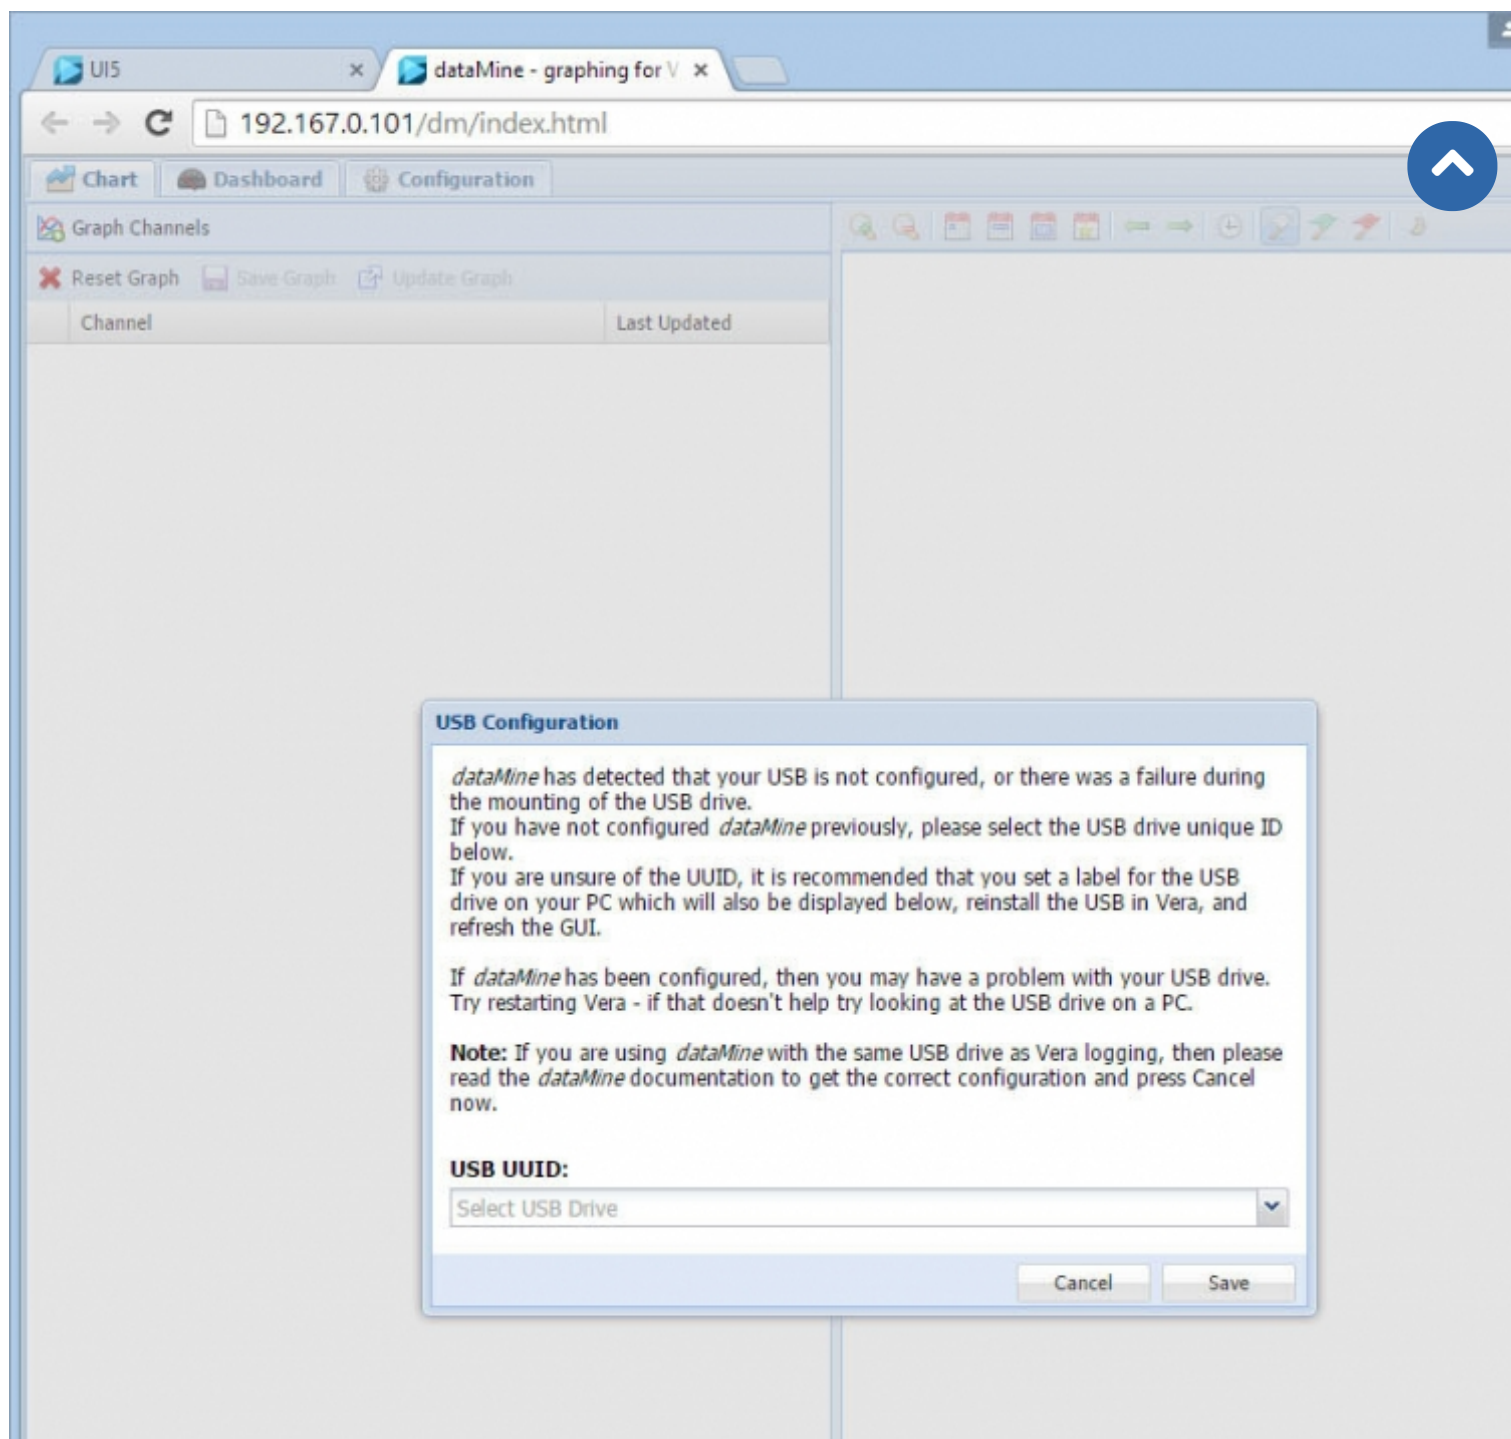 UI5
dataMine - graphing for V
192.167.0.101/dm/index.html
Chart
Dashboard
Configuration
Graph Channels
Reset Graph
Save Graph
Update Graph
Channel
Last Updated
USB Configuration
dataMine has detected that your USB is not configured, or there was a failure during
the mounting of the USB drive.
If you have not configured dataMine previously, please select the USB drive unique ID
below.
If you are unsure of the UUID, it is recommended that you set a label for the USB
drive on your PC which will also be displayed below, reinstall the USB in Vera, and
refresh the GUI.
If dataMine has been configured, then you may have a problem with your USB drive.
Try restarting Vera - if that doesn't help try looking at the USB drive on a PC.
Note: If you are using dataMine with the same USB drive as Vera logging, then please
read the dataMine documentation to get the correct configuration and press Cancel
now.
USB UUID:
Select USB Drive
Cancel
Save